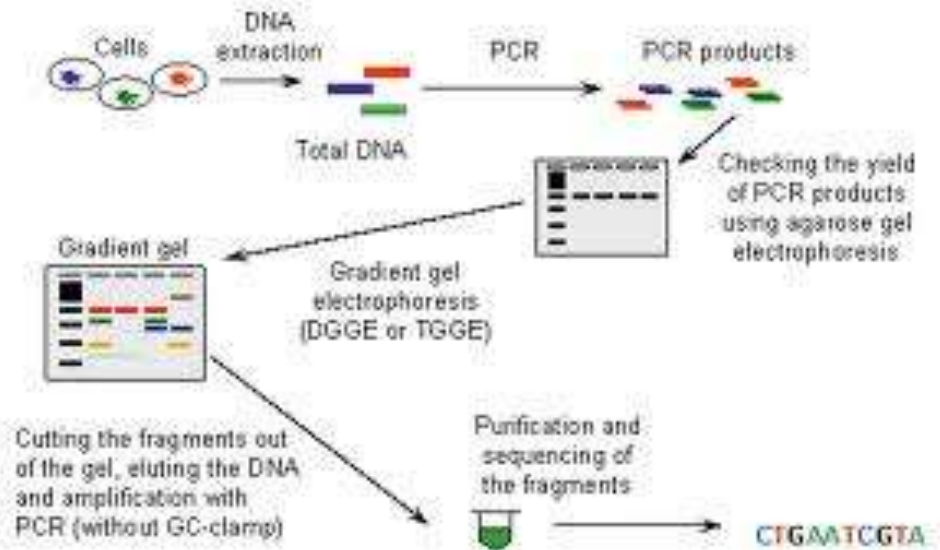 Cells
DNA
extraction
PCR
PCR products
Total DNA
Checking the yield
of PCR products
using agarose gel
electrophoresis
Gradient gel
Gradient gel
electrophoresis
(DGGE or TGGE)
Cutting the fragments out
of the gel, eluting the DNA
and amplification with
PCR (without GC-clamp)
Purification and
sequencing of
the fragments
CTGAATCGTA